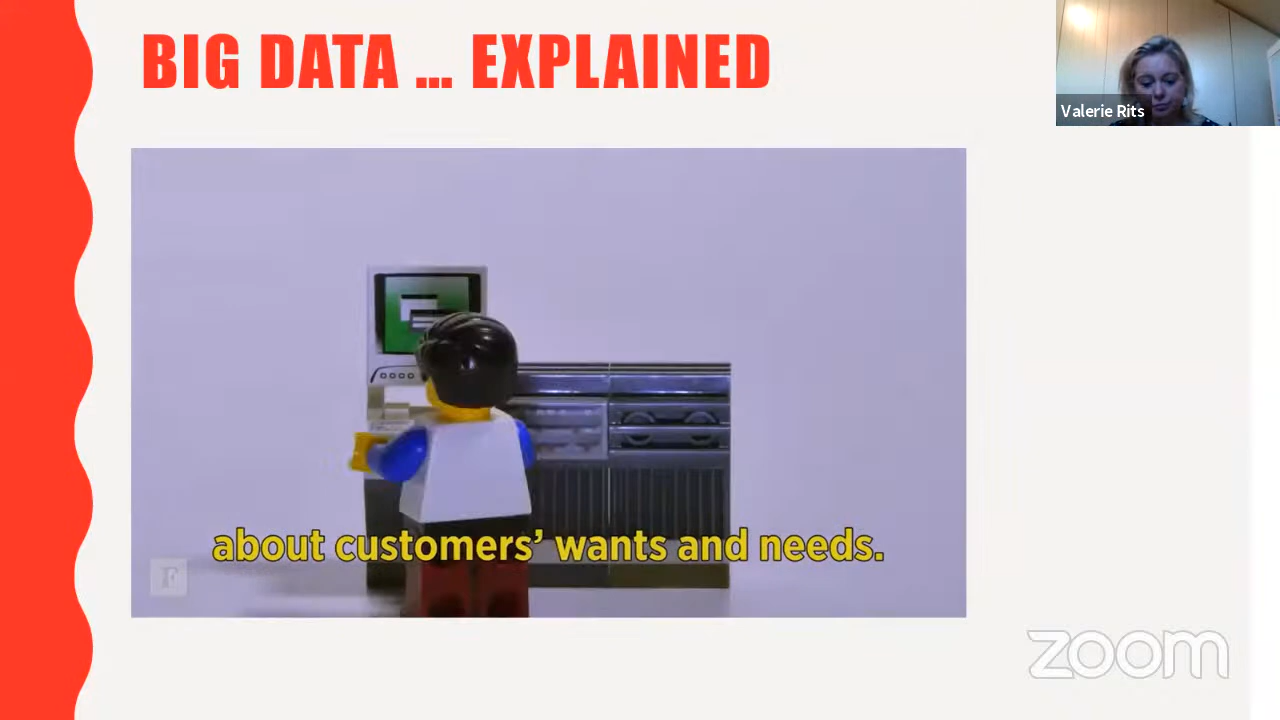 BIG DATA ... EXPLAINED
Valerie Rits
about customers’ wants and needs.
F
zoom